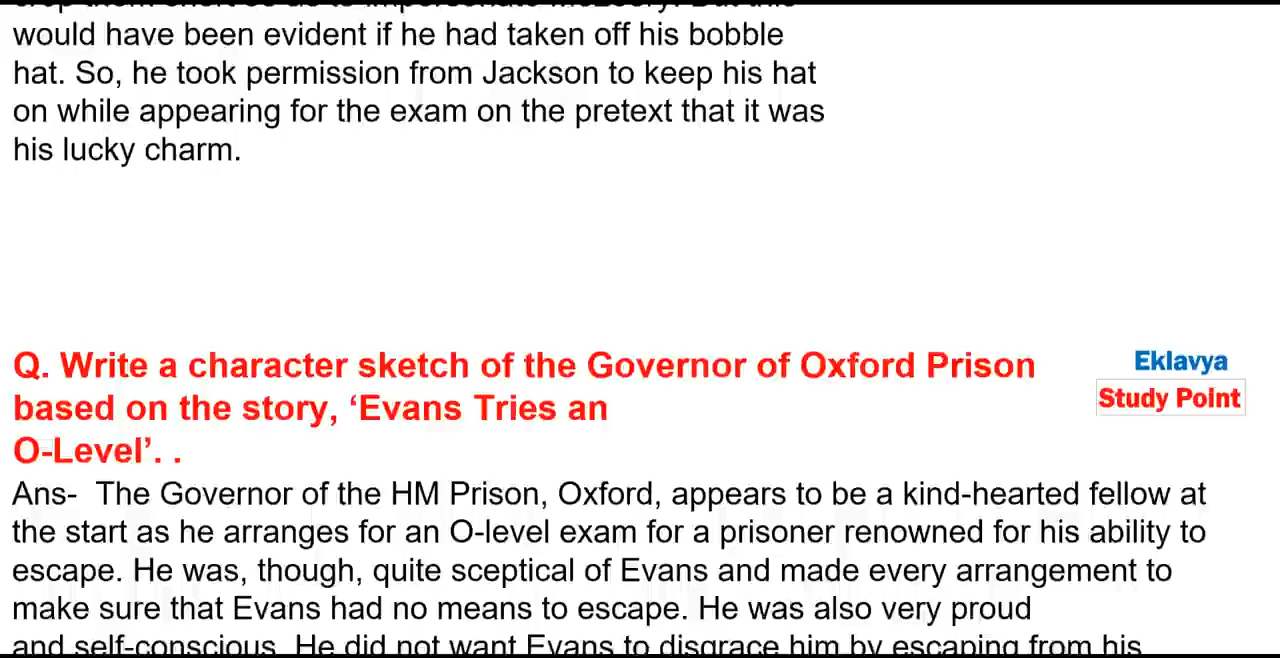 would have been evident if he had taken off his bobble
hat. So, he took permission from Jackson to keep his hat
on while appearing for the exam on the pretext that it was
his lucky charm.
Q. Write a character sketch of the Governor of Oxford Prison
based on the story, ‘Evans Tries an
O-Level’. .
Eklavya
Study Point
Ans-  The Governor of the HM Prison, Oxford, appears to be a kind-hearted fellow at
the start as he arranges for an O-level exam for a prisoner renowned for his ability to
escape. He was, though, quite sceptical of Evans and made every arrangement to
make sure that Evans had no means to escape. He was also very proud
and self-conscious. He did not want Evans to disgrace him by escaping from his